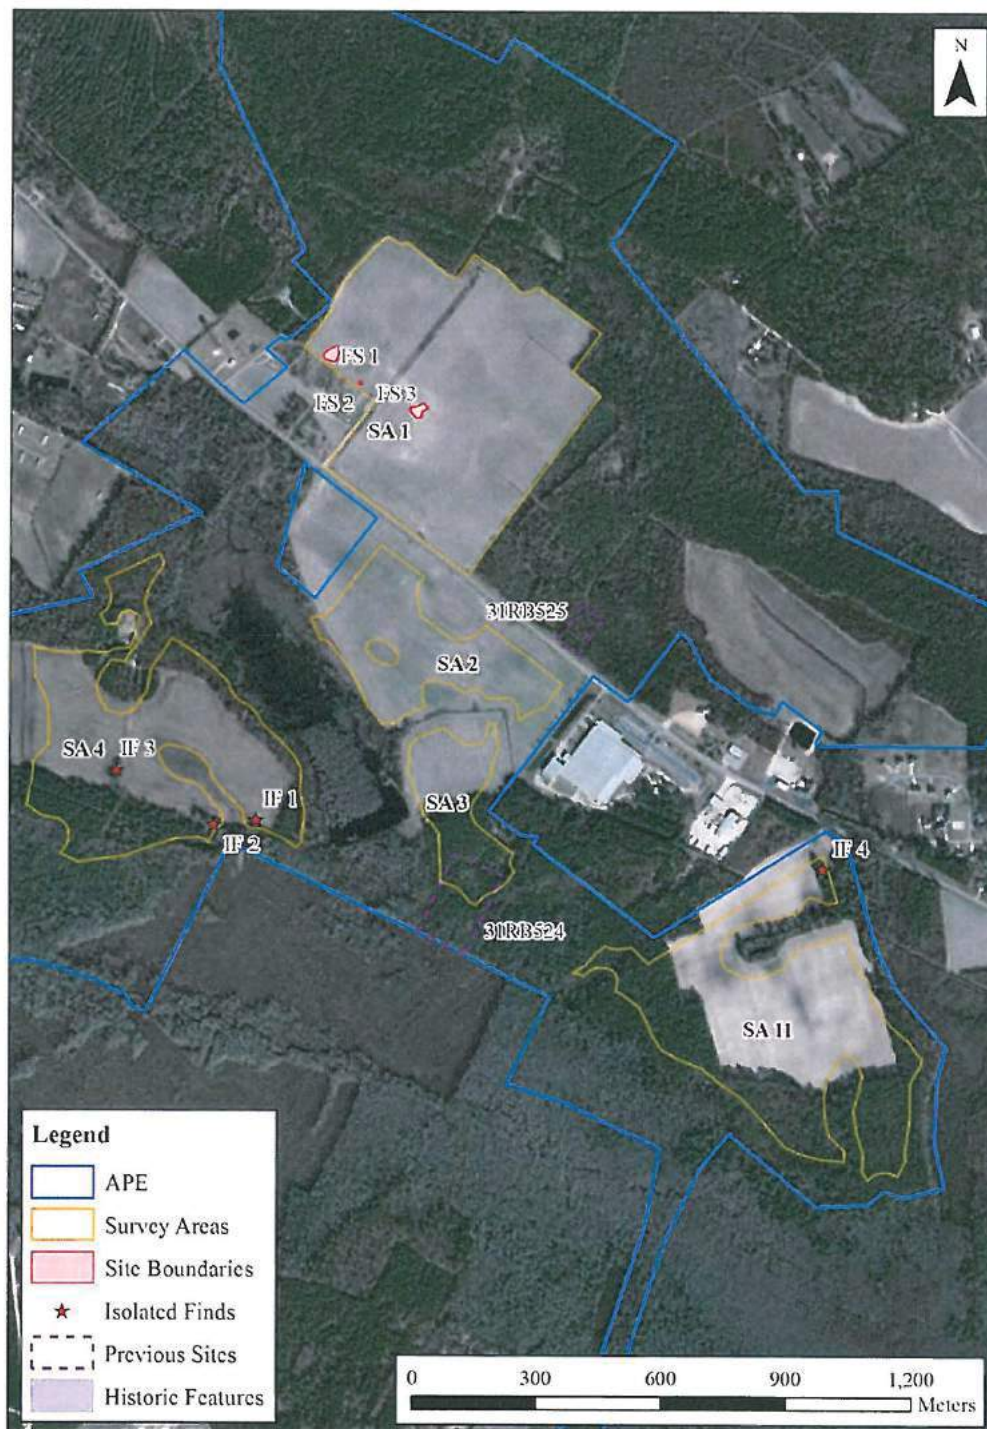 N
FS 1
FS 2
FS 3
SA 1
31RB525
SA 2
SA 4
IF 3
SA 3
IF 1
IF 2
IF 4
31RB524
SA 11
Legend
APE
Survey Areas
Site Boundaries
Isolated Finds
Previous Sites
Historic Features
0 300 600 900 1,200
Meters